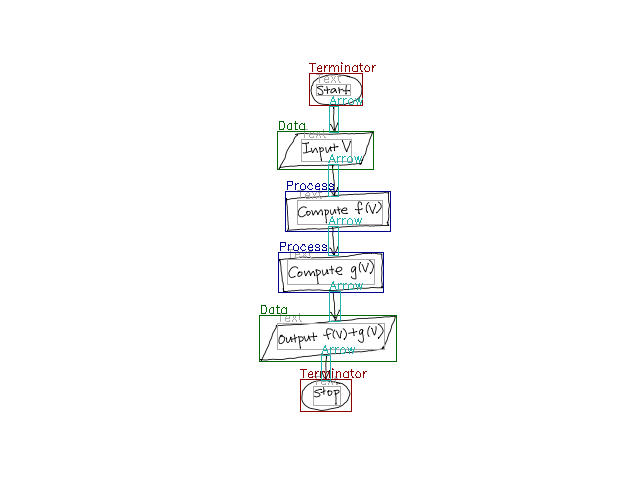 Terminator
Text
Start
Arrow
Data
Text
Input V
Arrow
Process
Text
Compute f(V)
Arrow
Process
Text
Compute g(V)
Arrow
Data
Text
Output f(V)+g(V)
Arrow
Terminator
Text
Stop